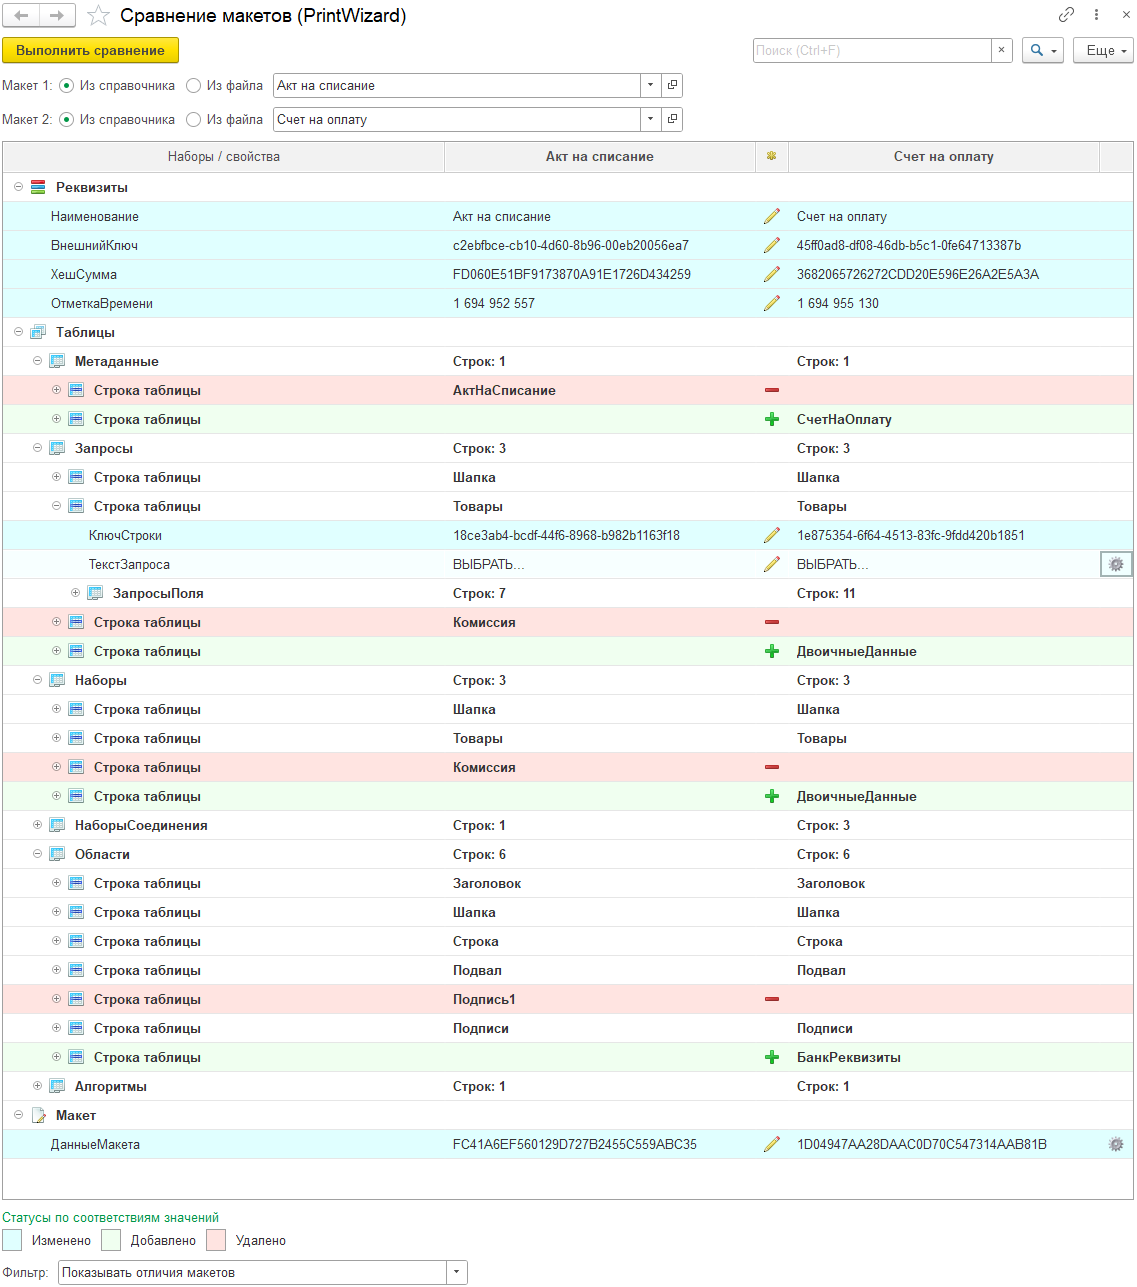 Сравнение макетов (PrintWizard)
Выполнить сравнение Поиск (Ctrl+F) × Еще
Макет 1: Из справочника Из файла Акт на списание
Макет 2: Из справочника Из файла Счет на оплату
Наборы / свойства Акт на списание Счет на оплату
Реквизиты
Наименование Акт на списание Счет на оплату
ВнешнийКлюч c2ebfbce-cb10-4d60-8b96-00eb20056ea7 45ff0ad8-df08-46db-b5c1-0fe64713387b
ХешСумма FD060E51BF9173870A91E1726D434259 3682065726272CDD20E596E26A2E5A3A
ОтметкаВремени 1 694 952 557 1 694 955 130
Таблицы
Метаданные Строк: 1 Строк: 1
Строка таблицы АктНаСписание
Строка таблицы СчетНаОплату
Запросы Строк: 3 Строк: 3
Строка таблицы Шапка Шапка
Строка таблицы Товары Товары
КлючСтроки 18ce3ab4-bcdf-44f6-8968-b982b1163f18 1e875354-6f64-4513-83fc-9fdd420b1851
ТекстЗапроса ВЫБРАТЬ... ВЫБРАТЬ...
ЗапросыПоля Строк: 7 Строк: 11
Строка таблицы Комиссия
Строка таблицы ДвоичныеДанные
Наборы Строк: 3 Строк: 3
Строка таблицы Шапка Шапка
Строка таблицы Товары Товары
Строка таблицы Комиссия
Строка таблицы ДвоичныеДанные
НаборыСоединения Строк: 1 Строк: 3
Области Строк: 6 Строк: 6
Строка таблицы Заголовок Заголовок
Строка таблицы Шапка Шапка
Строка таблицы Строка Строка
Строка таблицы Подвал Подвал
Строка таблицы Подпись1
Строка таблицы Подписи Подписи
Строка таблицы БанкРеквизиты
Алгоритмы Строк: 1 Строк: 1
Макет
ДанныеМакета FC41A6EF560129D727B2455C559ABC35 1D04947AA28DAAC0D70C547314AAB81B
Статусы по соответствиям значений
Изменено Добавлено Удалено
Фильтр: Показывать отличия макетов